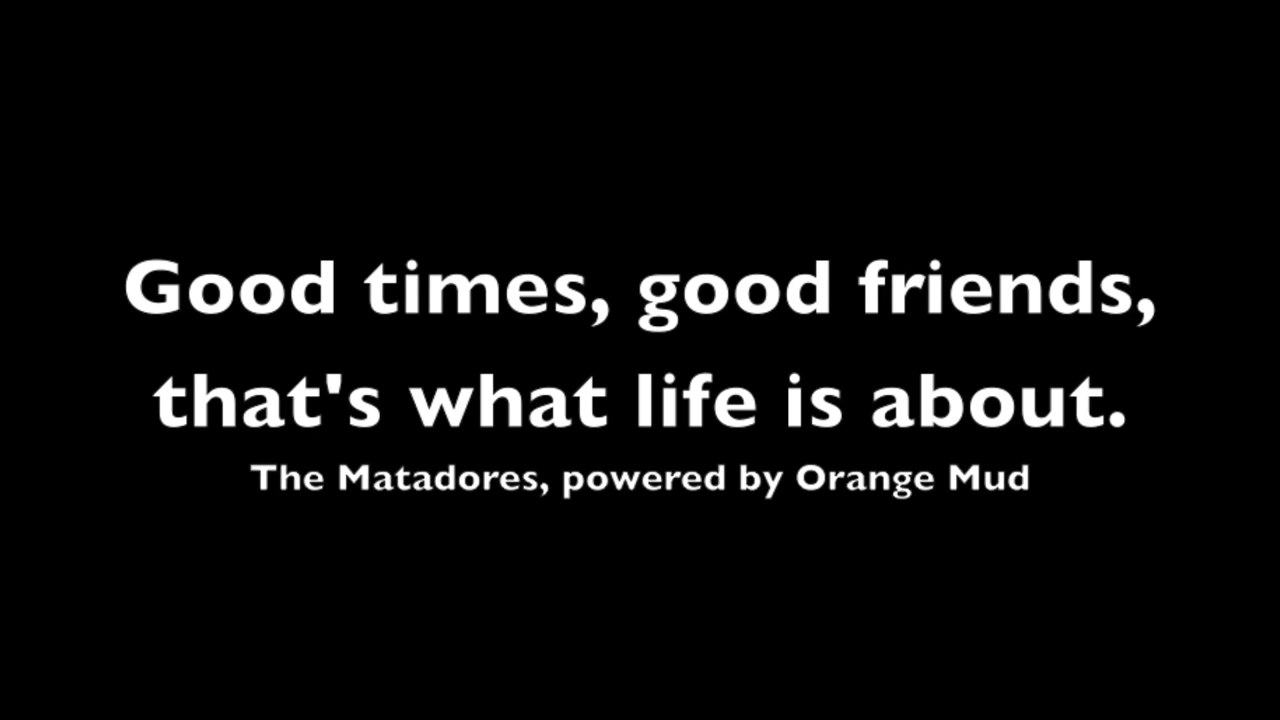 Good times, good friends,
that's what life is about.
The Matadores, powered by Orange Mud